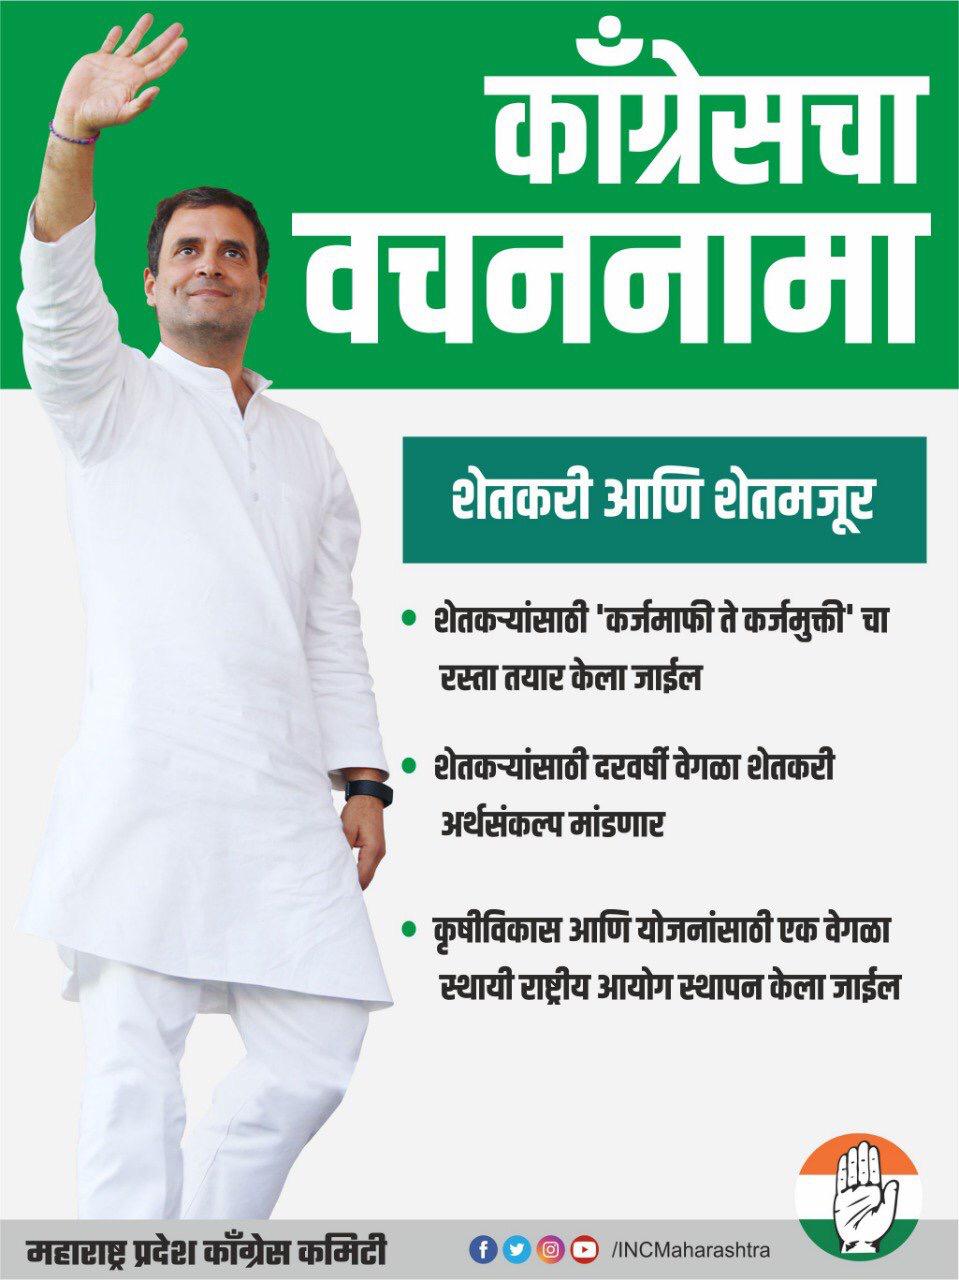 काँग्रेसचा
वचननामा
शेतकरी आणि शेतमजूर
• शेतकऱ्यांसाठी 'कर्जमाफी ते कर्जमुक्ती' चा
रस्ता तयार केला जाईल
• शेतकऱ्यांसाठी दरवर्षी वेगळा शेतकरी
अर्थसंकल्प मांडणार
• कृषीविकास आणि योजनांसाठी एक वेगळा
स्थायी राष्ट्रीय आयोग स्थापन केला जाईल
महाराष्ट्र प्रदेश काँग्रेस कमिटी
/INCMaharashtra